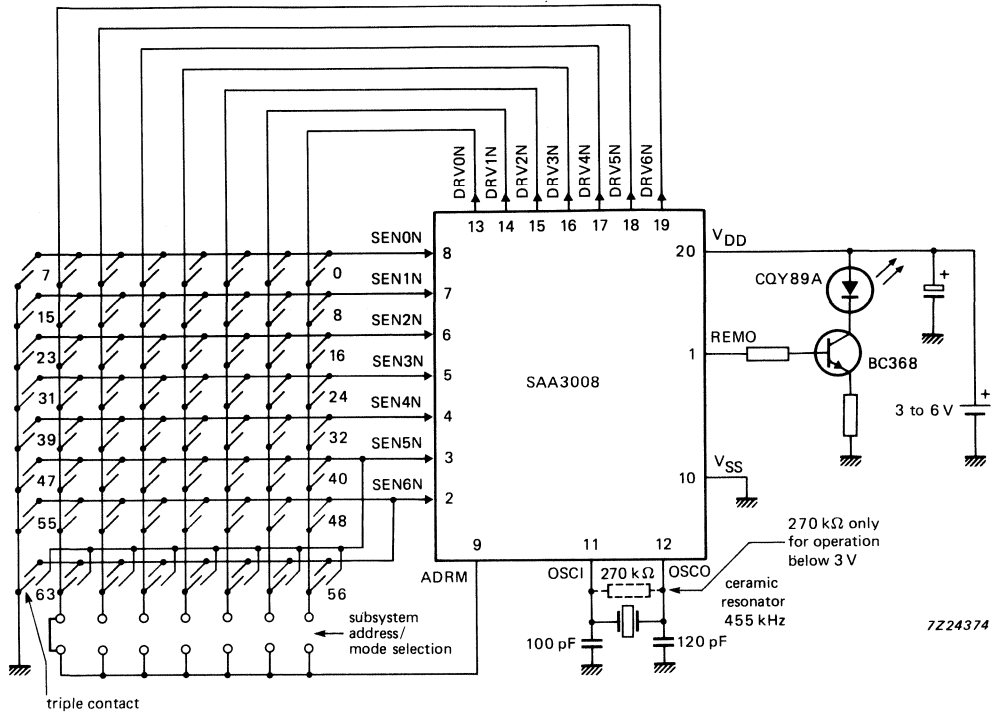 DRV0N
DRV1N
DRV2N
DRV3N
DRV4N
DRV5N
DRV6N
13 14 15 16 17 18 19
SEN0N
8
7
0
SEN1N
7
15
8
SEN2N
6
23
16
SEN3N
5
31
24
SEN4N
4
39
32
SEN5N
3
47
40
SEN6N
2
55
48
63
56
SAA3008
20
VDD
CQY89A
+
REMO
1
BC368
3 to 6 V
+
VSS
10
9
11
12
ADRM
OSCI
270 kΩ
OSCO
270 kΩ only
for operation
below 3 V
ceramic
resonator
455 kHz
100 pF
120 pF
subsystem
address/
mode selection
triple contact
7Z24374